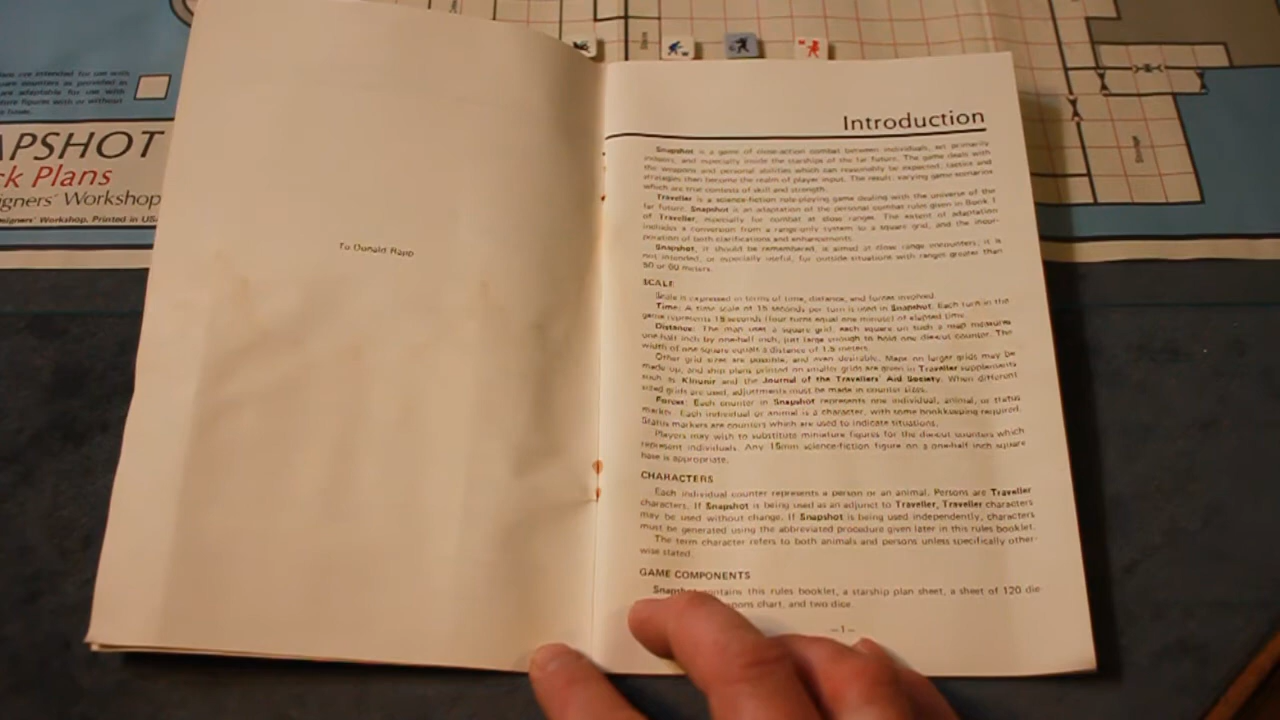 are adaptable for use with
APSHOT
ck Plans
igners' Workshop
signers' Workshop. Printed in USA
To Donald Rapp
Introduction
Snapshot is a game of close-action combat between individuals, primarily
indoors, and especially inside the starships of the far future. The game deals with
the weapons and personal abilities which can reasonably be expected; tactics and
strategies then become the realm of player input. The result: varying game scenarios
which are true contests of skill and strength.
Traveller is a science-fiction role-playing game dealing with the universe of the
far future. Snapshot is an adaptation of the personal combat rules given in Book 1
of Traveller, especially for combat at close ranges. The extent of adaptation
includes a conversion from a range-only system to a square grid, and the incor-
poration of both clarifications and enhancements.
Snapshot, it should be remembered, is aimed at close range encounters; it is
not intended, or especially useful, for outside situations with ranges greater than
50 or 60 meters.
SCALE
Scale is expressed in terms of time, distance, and forces involved.
Time: A time scale of 15 seconds per turn is used in Snapshot. Each turn in the
game represents 15 seconds (four turns equal one minute) of elapsed time.
Distance: The map uses a square grid; each square on such a map measures
one-half inch by one-half inch, just large enough to hold one die-cut counter. The
width of one square equals a distance of 1.5 meters.
Other grid sizes are possible, and even desirable. Maps on larger grids may be
made up, and ship plans printed on smaller grids are given in Traveller supplements
such as Kinunir and the Journal of the Travellers' Aid Society. When different
sized grids are used, adjustments must be made in counter sizes.
Forces: Each counter in Snapshot represents one individual, animal, or status
marker. Each individual or animal is a character, with some bookkeeping required.
Status markers are counters which are used to indicate situations.
Players may wish to substitute miniature figures for the die-cut counters which
represent individuals. Any 15mm science-fiction figure on a one-half inch square
base is appropriate.
CHARACTERS
Each individual counter represents a person or an animal. Persons are Traveller
characters. If Snapshot is being used as an adjunct to Traveller, Traveller characters
may be used without change. If Snapshot is being used independently, characters
must be generated using the abbreviated procedure given later in this rules booklet.
The term character refers to both animals and persons unless specifically other-
wise stated.
GAME COMPONENTS
Snapshot contains this rules booklet, a starship plan sheet, a sheet of 120 die
pons chart, and two dice.
—1—